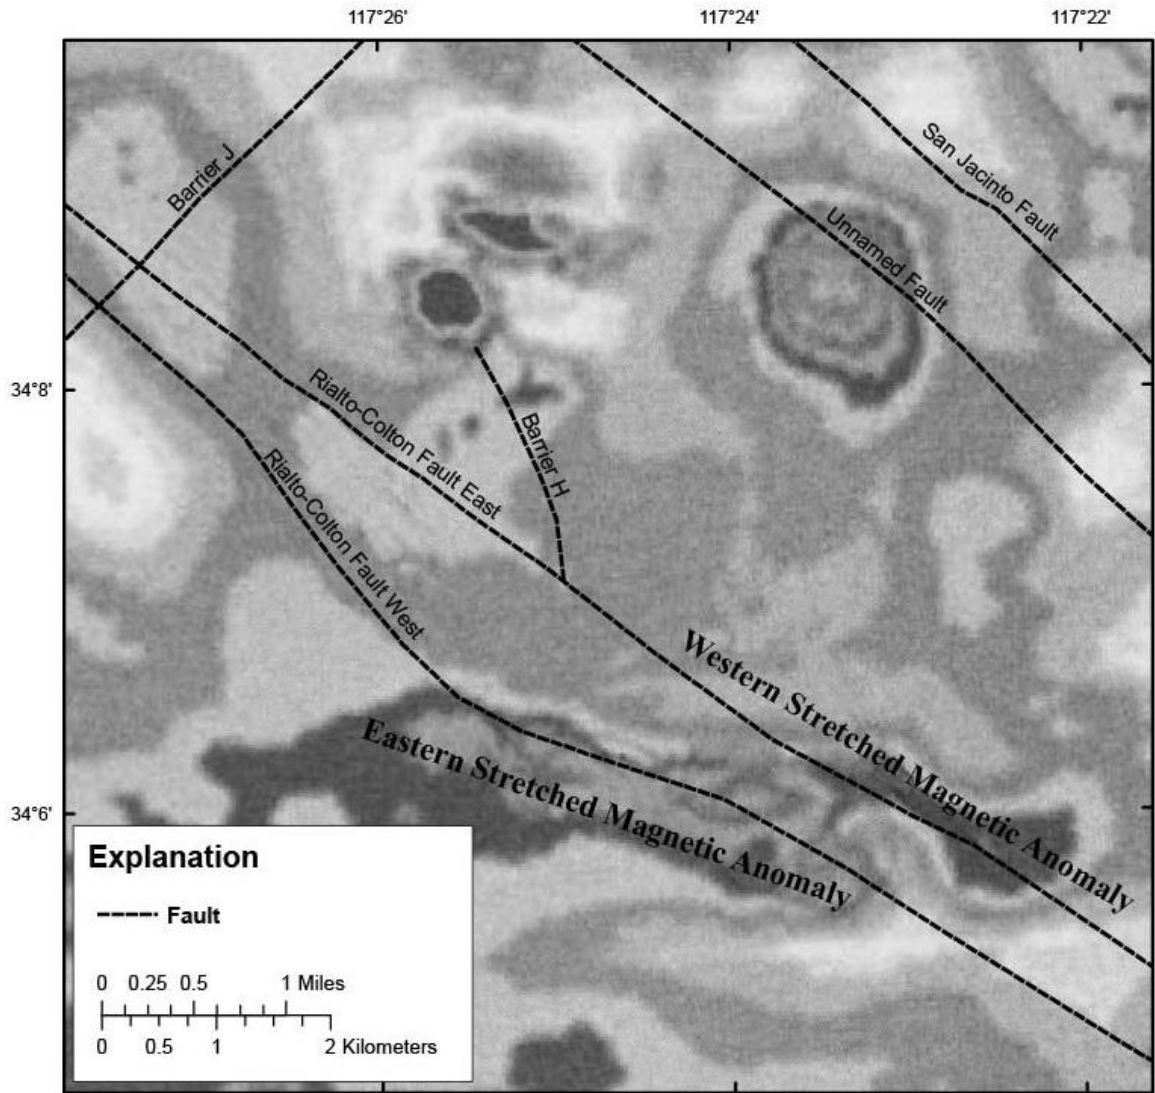 117°26'
117°24'
117°22'
San Jacinto Fault
Barrier J
Unnamed Fault
34°8'
Rialto-Colton Fault East
Barrier H
Rialto-Colton Fault West
Western Stretched Magnetic Anomaly
Eastern Stretched Magnetic Anomaly
34°6'
Explanation
Fault
0 0.25 0.5 1 Miles
0 0.5 1 2 Kilometers